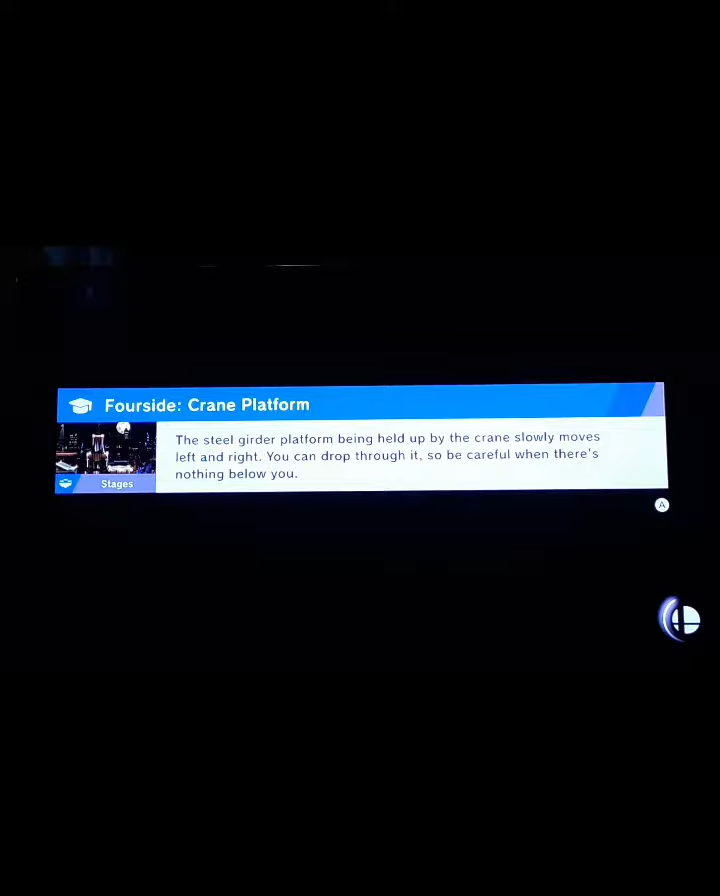 Fourside: Crane Platform
The steel girder platform being held up by the crane slowly moves
left and right. You can drop through it, so be careful when there's
nothing below you.
Stages
A